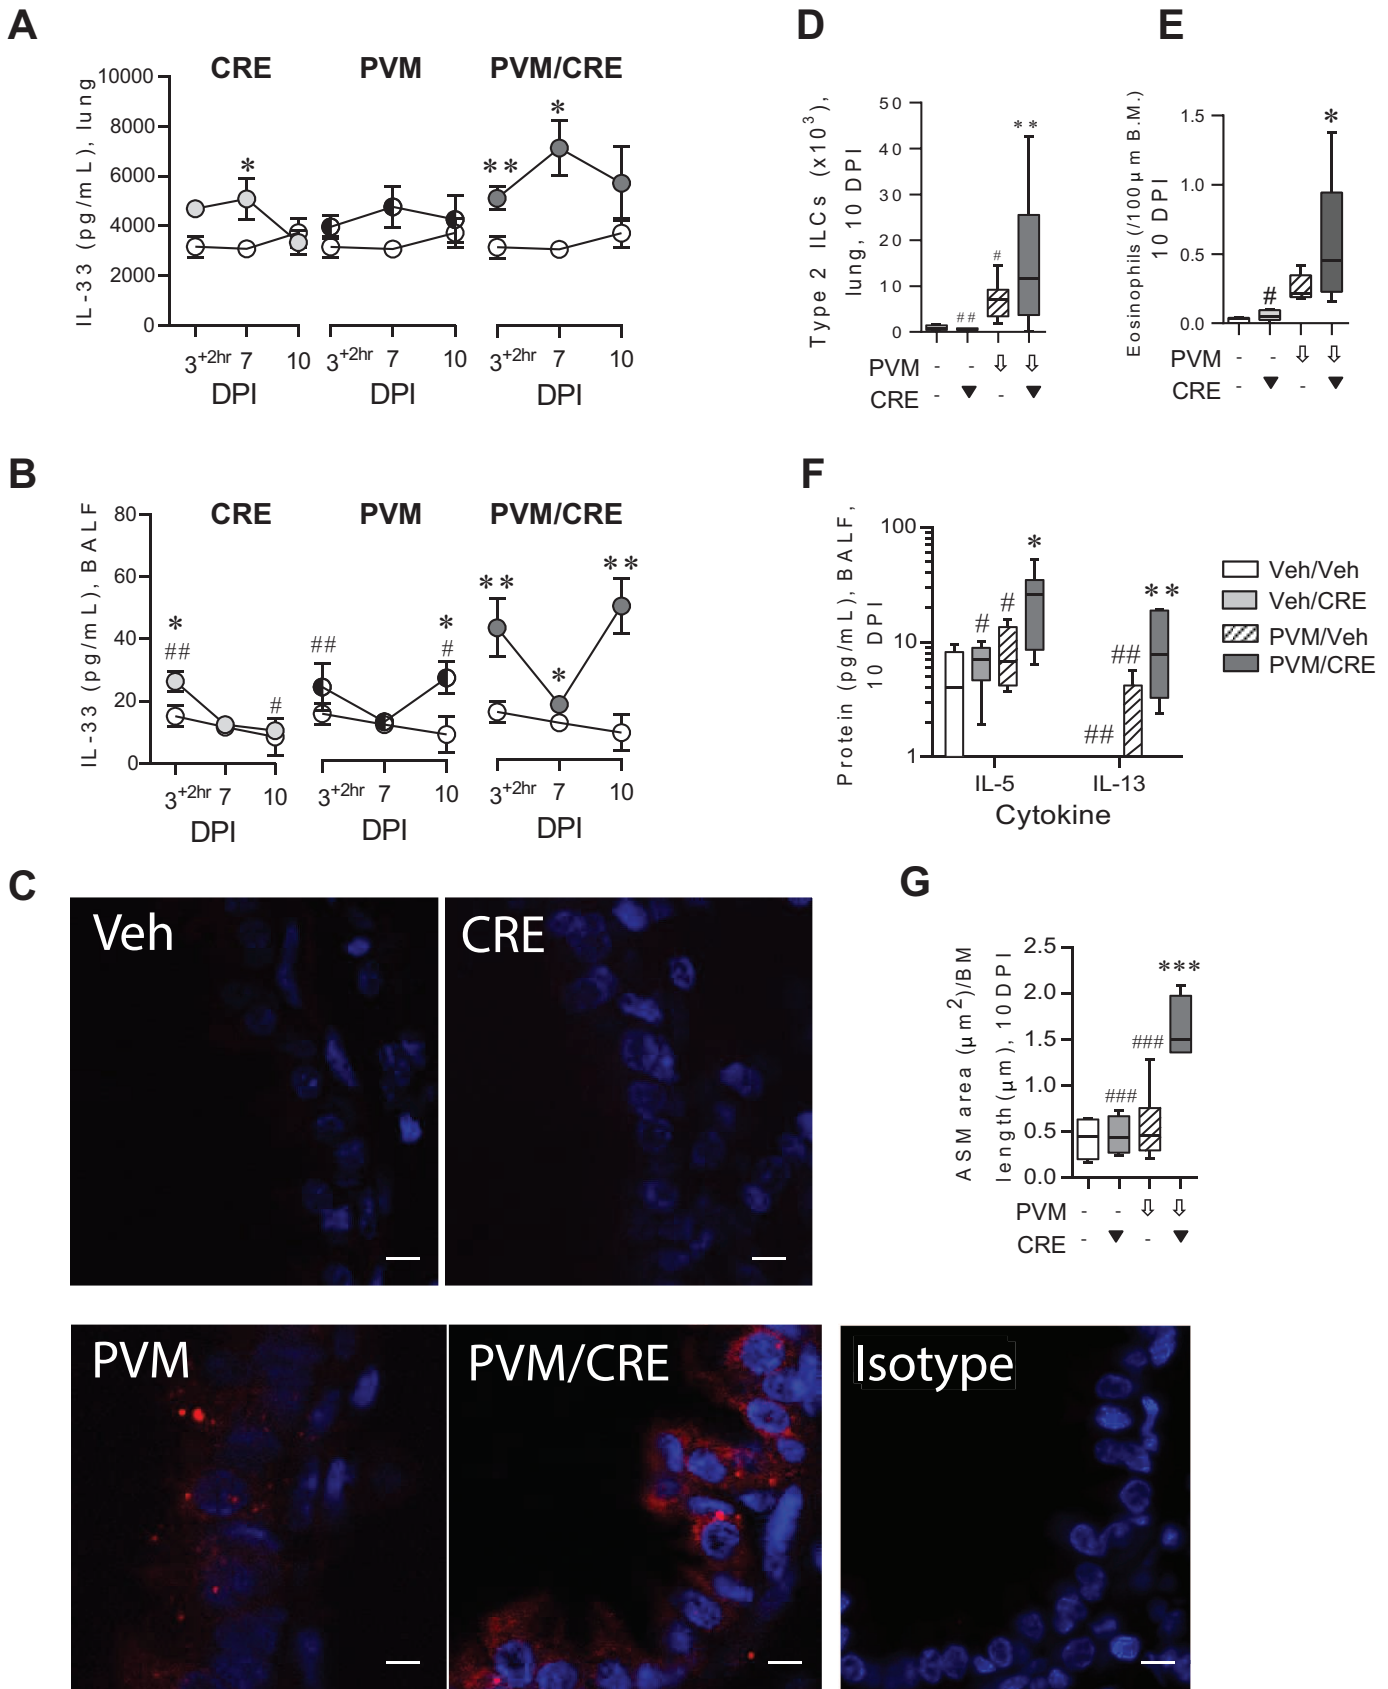 A
CRE
PVM
PVM/CRE
IL-33 (pg/mL), lung
10000
8000
6000
4000
2000
0
*
**
*
3+2hr 7 10
3+2hr 7 10
3+2hr 7 10
DPI
DPI
DPI
B
CRE
PVM
PVM/CRE
IL-33 (pg/mL), BALF
80
60
40
20
0
*
##
#
##
*
#
**
*
**
3+2hr 7 10
3+2hr 7 10
3+2hr 7 10
DPI
DPI
DPI
C
Veh
CRE
PVM
PVM/CRE
Isotype
D
Type 2 ILCs (x103),
lung, 10 DPI
50
40
30
20
10
0
##
#
**
PVM - -
CRE - -
E
Eosinophils (/100µm B.M.)
10 DPI
1.5
1.0
0.5
0.0
#
*
PVM - -
CRE - -
F
Protein (pg/mL), BALF,
10 DPI
100
10
1
#
#
*
##
##
**
IL-5
IL-13
Cytokine
Veh/Veh
Veh/CRE
PVM/Veh
PVM/CRE
G
ASM area (µm2)/BM
length (µm), 10DPI
2.5
2.0
1.5
1.0
0.5
0.0
###
###
***
PVM - -
CRE - -